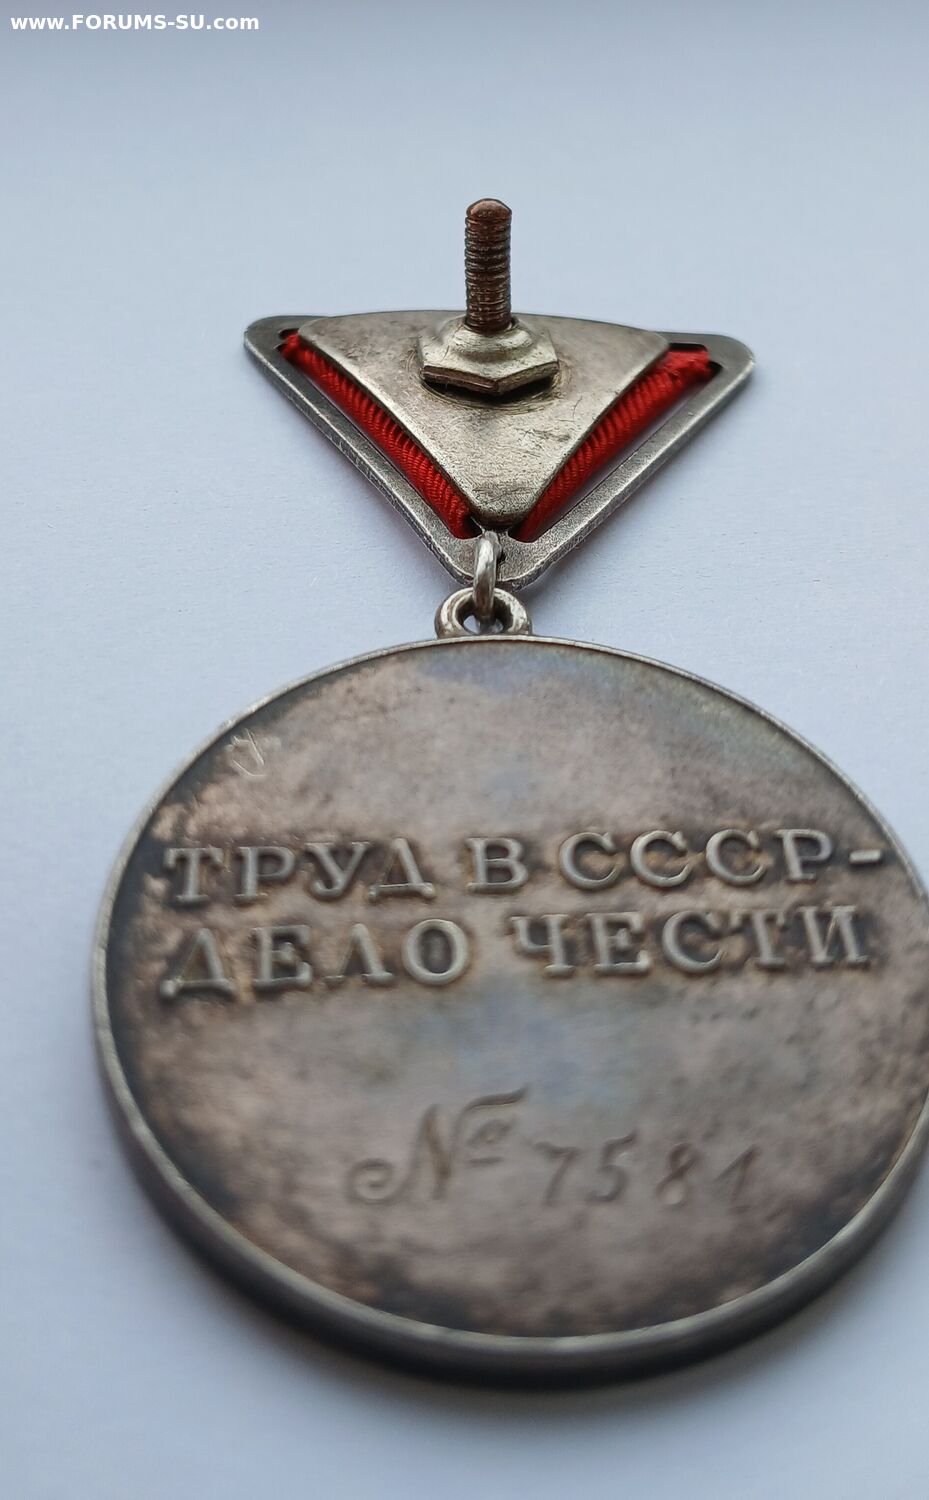 www.FORUMS-SU.com
ТРУД В СССР-
ДЕЛО ЧЕСТИ
№ 7581